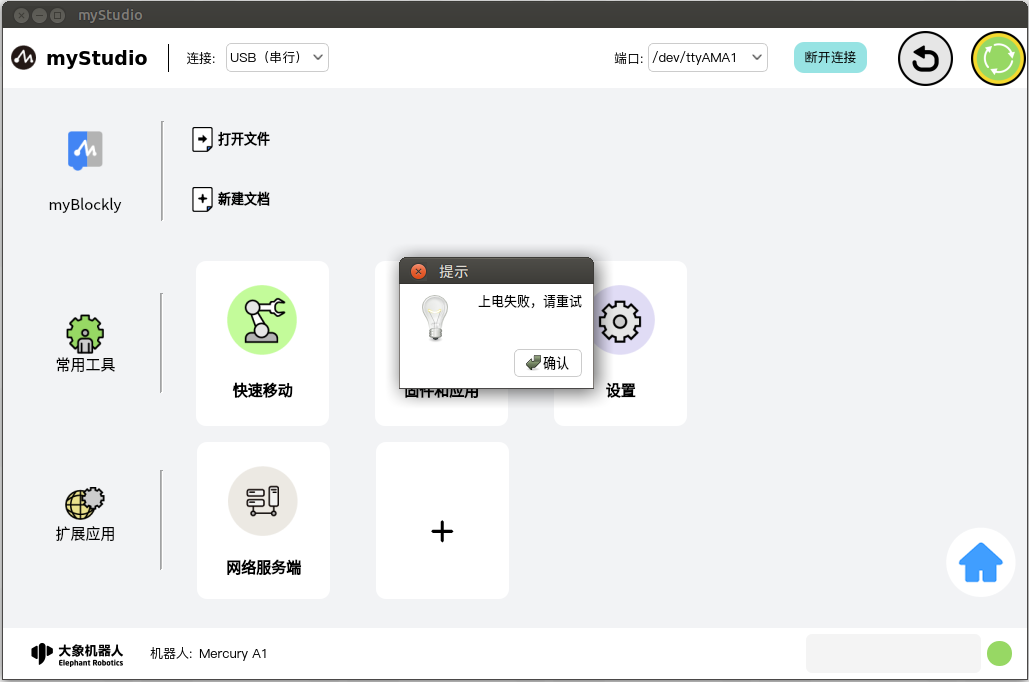 myStudio
myStudio 连接: USB（串行） 端口: /dev/ttyAMA1 断开连接
打开文件
myBlockly
新建文档
提示
上电失败，请重试
确认
常用工具
快速移动 固件和应用 设置
扩展应用
网络服务端
大象机器人
Elephant Robotics
机器人: Mercury A1